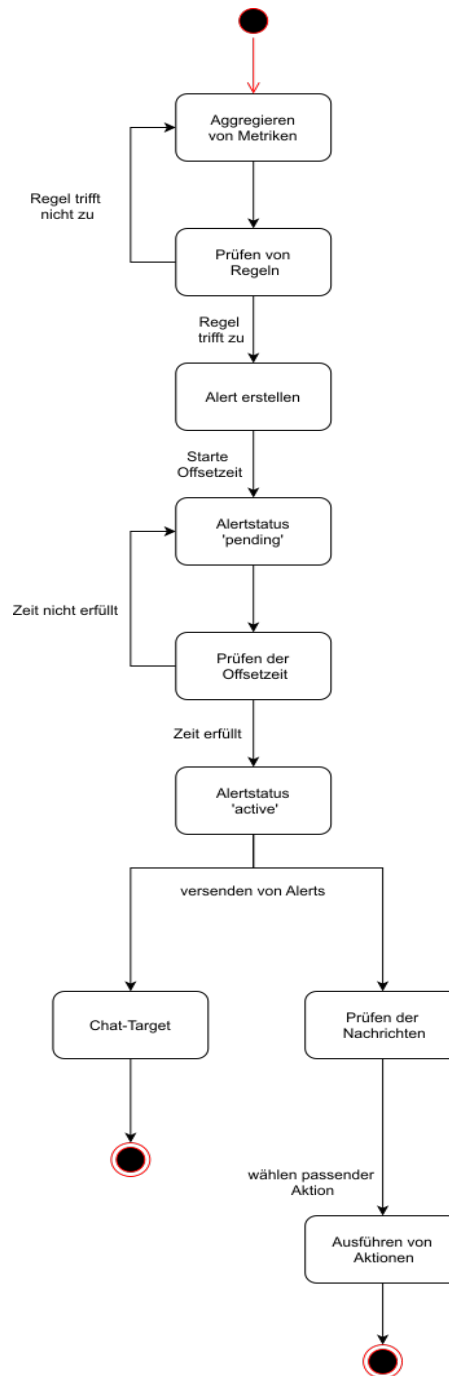 Aggregieren
von Metriken
Regel trifft
nicht zu
Prüfen von
Regeln
Regel
trifft zu
Alert erstellen
Starte
Offsetzeit
Alertstatus
'pending'
Zeit nicht erfüllt
Prüfen der
Offsetzeit
Zeit erfüllt
Alertstatus
'active'
versenden von Alerts
Chat-Target
Prüfen der
Nachrichten
wählen passender
Aktion
Ausführen von
Aktionen